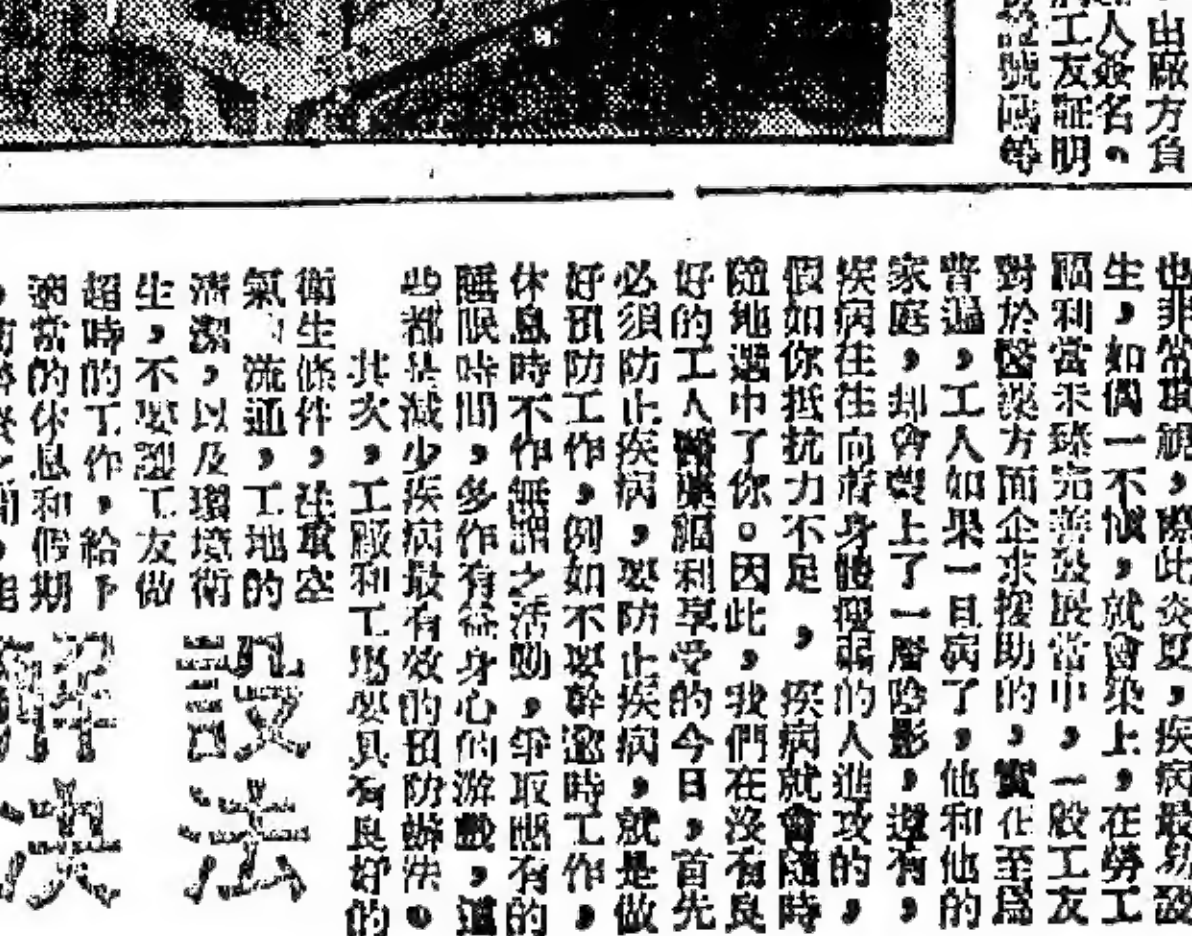 出廠方負
人簽名。
工友証明
號碼等
也非常壞，際此炎夏，疾病最易
生，如偶一不慎，就會染上，在勞工
福利當未臻完善發展當中，一般工友
對於醫藥方面企求援助的，實在至為
普遍，工人如果一旦病了，他和他的
家庭，却會蒙上了一層陰影，還有，
疾病往往向着身體瘦弱的人進攻的，
假如你抵抗力不足，疾病就會隨時
隨地選中了你。因此，我們在沒有良
好的工人醫藥福利享受的今日，首先
必須防止疾病，要防止疾病，就是做
好預防工作，例如不要幹逾時工作，
休息時不作無謂之活動，爭取應有的
睡眠時間，多作有益身心的游戲，這
些都是減少疾病最有效的預防辦法。
其次，工廠和工場要具有良好的
衛生條件，注重空
氣的流通，工地的
清潔，以及環境衛
生，不要讓工友做
超時的工作，給予
適當的休息和假期
設法
解決